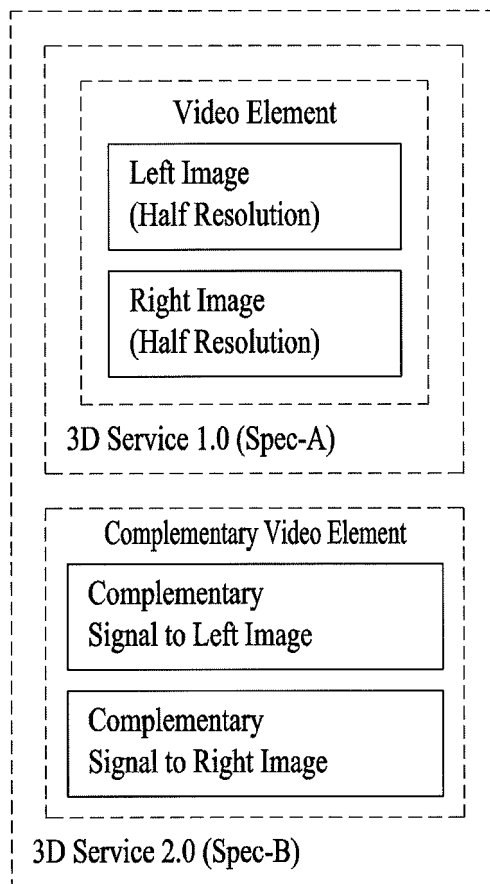 Video Element
Left Image
(Half Resolution)
Right Image
(Half Resolution)
3D Service 1.0 (Spec-A)
Complementary Video Element
Complementary
Signal to Left Image
Complementary
Signal to Right Image
3D Service 2.0 (Spec-B)